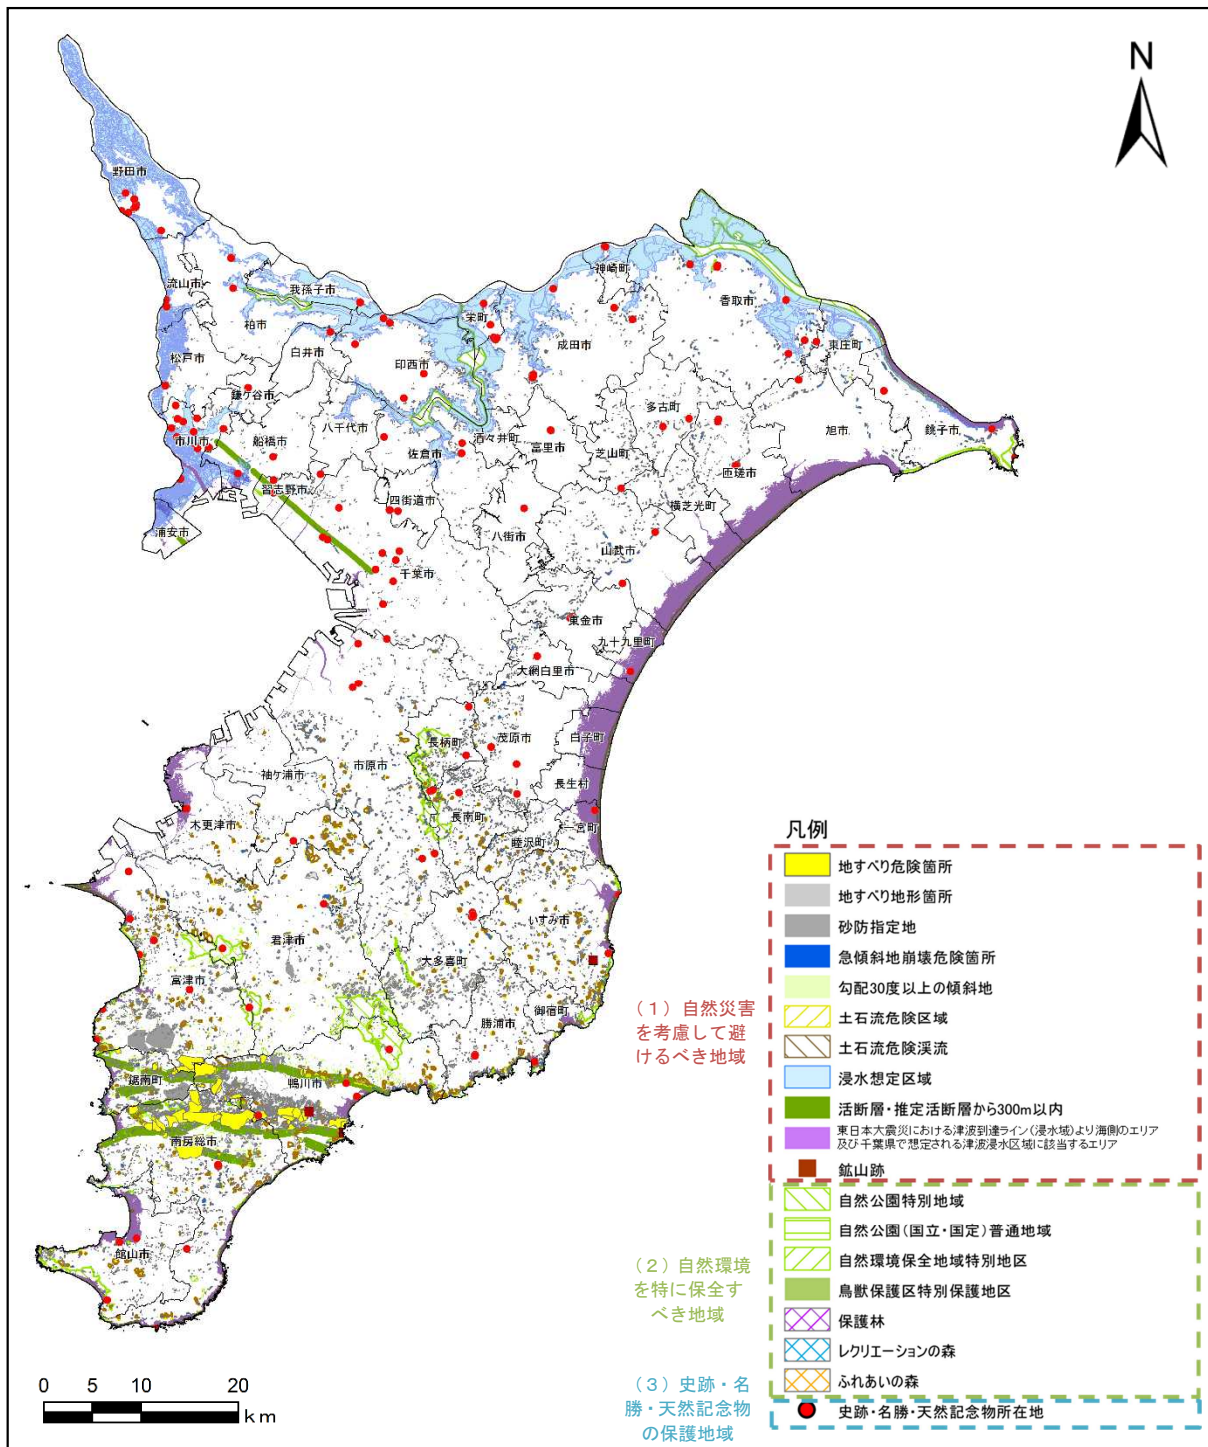 N
野田市
流山市
我孫子市
柏市
松戸市
白井市
鎌ケ谷市
印西市
栄町
成田市
神崎町
香取市
東庄町
銚子市
旭市
多古町
匝瑳市
芝山町
横芝光町
富里市
酒々井町
佐倉市
八千代市
船橋市
市川市
習志野市
浦安市
四街道市
八街市
山武市
千葉市
東金市
九十九里町
大網白里市
白子町
茂原市
長柄町
長生村
一宮町
長南町
睦沢町
市原市
袖ケ浦市
木更津市
君津市
富津市
大多喜町
いすみ市
御宿町
勝浦市
鴨川市
鋸南町
南房総市
館山市
0 5 10 20
km
凡例
(1)自然災害
を考慮して避
けるべき地域
地すべり危険箇所
地すべり地形箇所
砂防指定地
急傾斜地崩壊危険箇所
勾配30度以上の傾斜地
土石流危険区域
土石流危険渓流
浸水想定区域
活断層・推定活断層から300m以内
東日本大震災における津波到達ライン(浸水域)より海側のエリア
及び千葉県で想定される津波浸水区域に該当するエリア
鉱山跡
(2)自然環境
を特に保全す
べき地域
自然公園特別地域
自然公園(国立・国定)普通地域
自然環境保全地域特別地区
鳥獣保護区特別保護地区
保護林
レクリエーションの森
ふれあいの森
(3)史跡・名
勝・天然記念物
の保護地域
史跡・名勝・天然記念物所在地